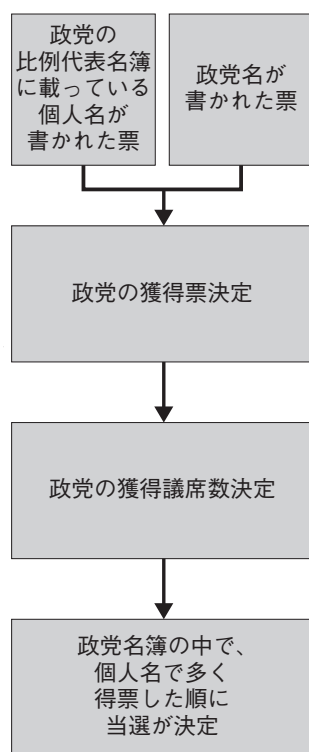 政党の
比例代表名簿
に載っている
個人名が
書かれた票
政党名が
書かれた票
政党の獲得票決定
政党の獲得議席数決定
政党名簿の中で、
個人名で多く
得票した順に
当選が決定